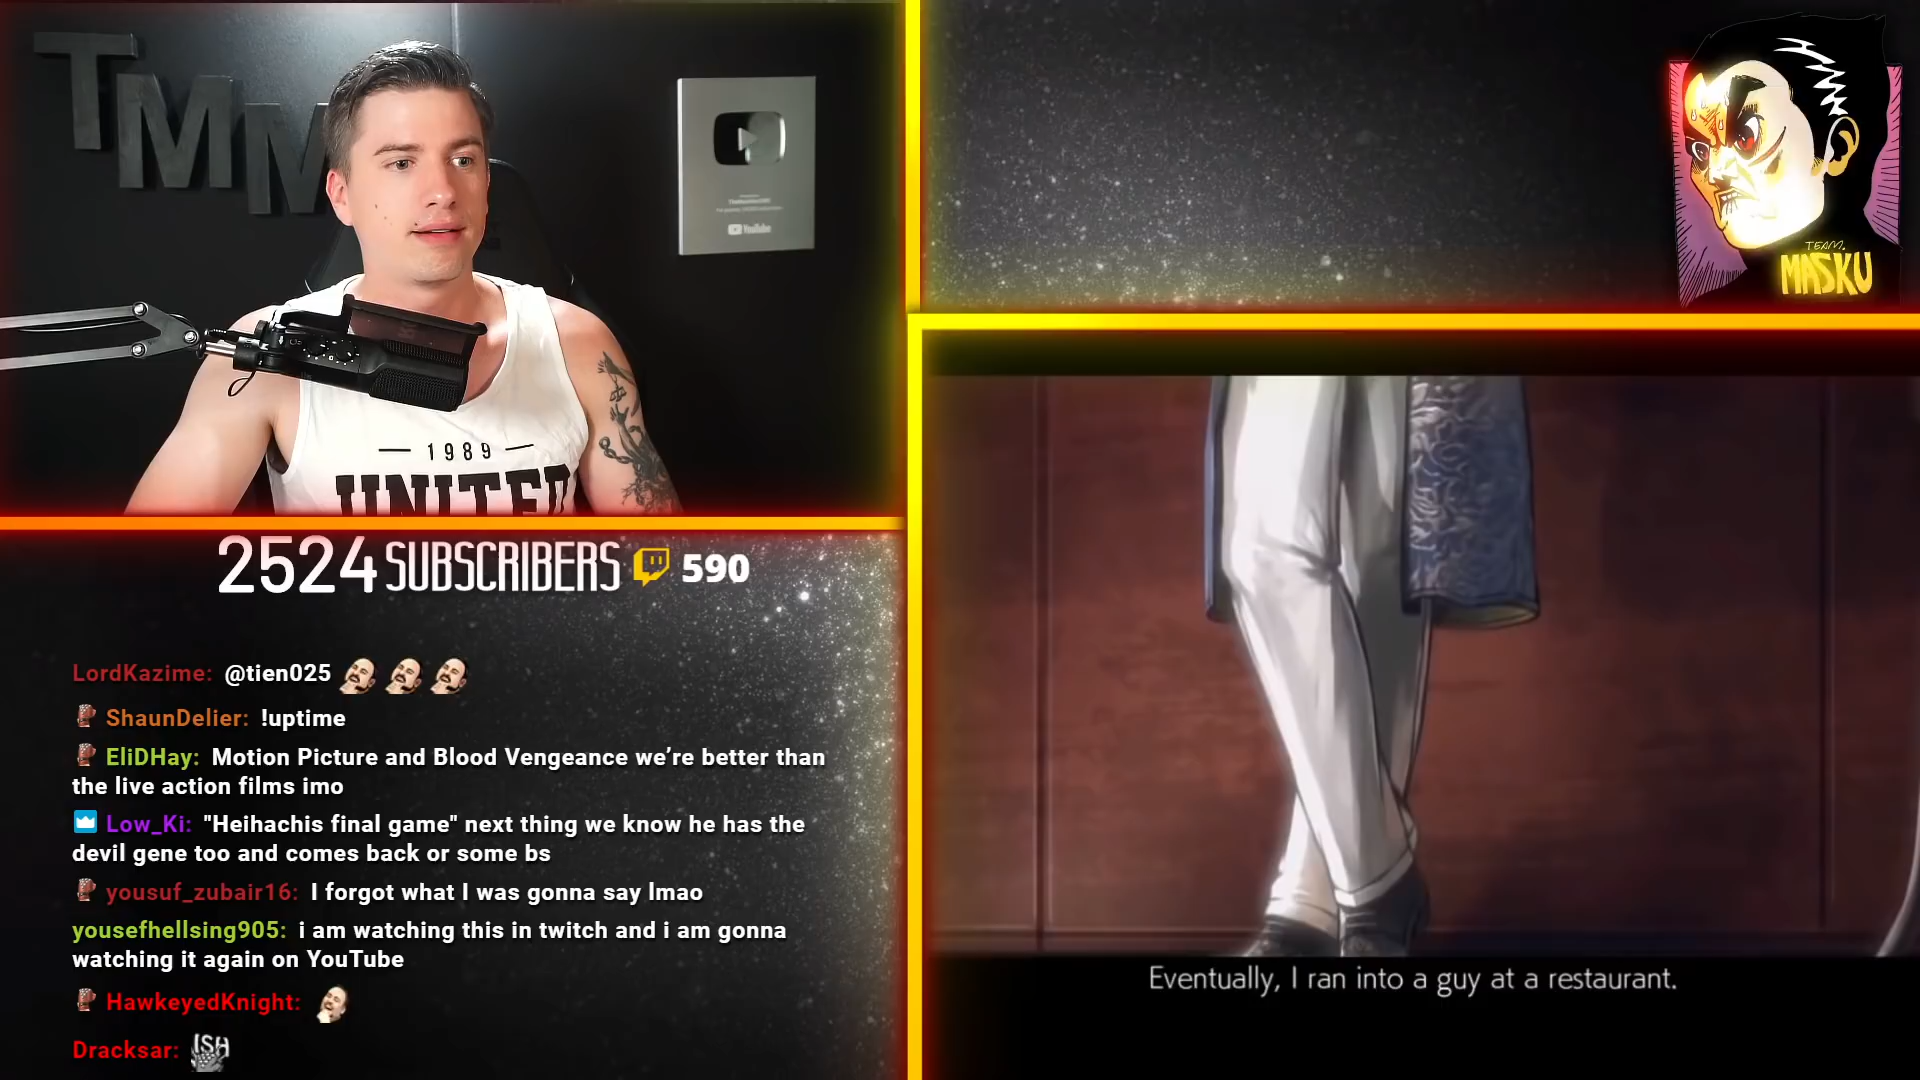 TMM
YouTube
1989
UNITED
TEAM.
MASKU
2524 SUBSCRIBERS 590
LordKazime: @tien025
ShaunDelier: !uptime
EliDHay: Motion Picture and Blood Vengeance we’re better than
the live action films imo
Low_Ki: "Heihachis final game" next thing we know he has the
devil gene too and comes back or some bs
yousuf_zubair16: I forgot what I was gonna say lmao
yousefhellsing905: i am watching this in twitch and i am gonna
watching it again on YouTube
HawkeyedKnight:
Dracksar:
Eventually, I ran into a guy at a restaurant.